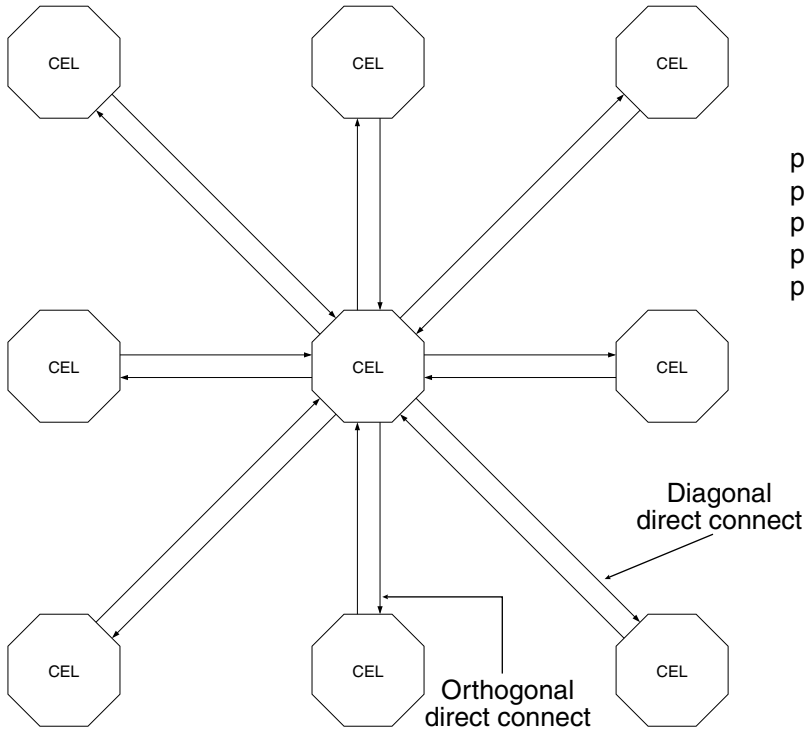 CEL CEL CEL
p
p
p
p
p
CEL CEL CEL
Diagonal
direct connect
CEL CEL CEL
Orthogonal
direct connect